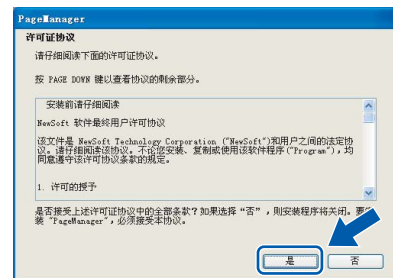 PageManager
许可证协议
请仔细阅读下面的许可证协议。
按 PAGE DOWN 键以查看协议的剩余部分。
安装前请仔细阅读
NewSoft 软件最终用户许可协议
该文件是 NewSoft Technology Corporation ("NewSoft")和用户之间的法定协
议。请仔细阅读该协议。不论您安装、复制或使用该软件程序("Program"),均
同意遵守该许可协议条款的规定。
1. 许可的授予
是否接受上述许可证协议中的全部条款?如果选择“否”,则安装程序将关闭。要
装 "PageManager",必须接受本协议。
是
否